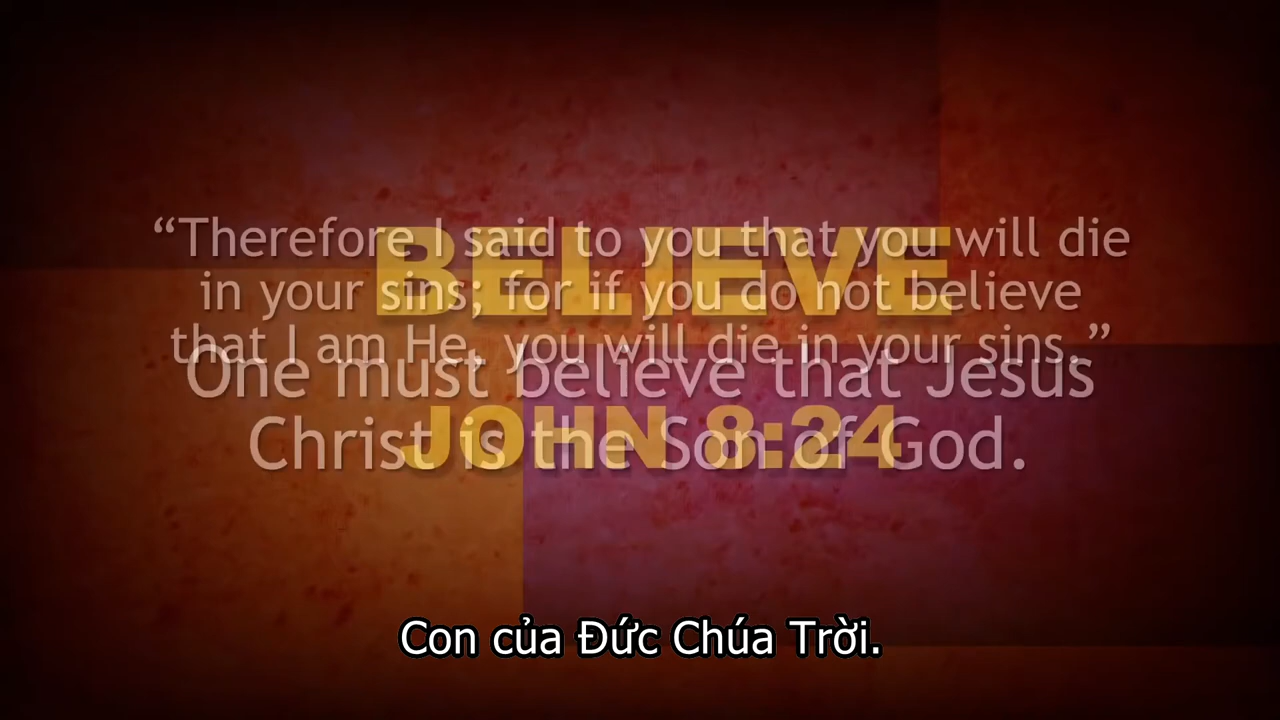 BELIEVE
One must believe that Jesus
Christ is the Son of God.
JOHN 8:24
“Therefore I said to you that you will die
in your sins; for if you do not believe
that I am He, you will die in your sins.”
Con của Đức Chúa Trời.